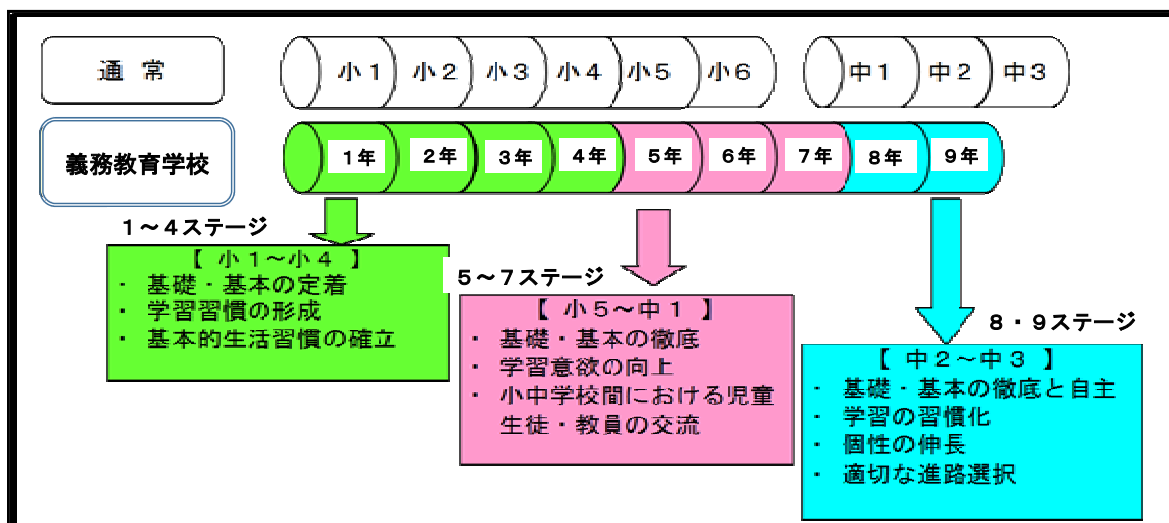 通常
小1 小2 小3 小4 小5 小6 中1 中2 中3
義務教育学校
1年 2年 3年 4年 5年 6年 7年 8年 9年
1～4ステージ
【 小1～小4 】
・ 基礎・基本の定着
・ 学習習慣の形成
・ 基本的生活習慣の確立
5～7ステージ
【 小5～中1 】
・ 基礎・基本の徹底
・ 学習意欲の向上
・ 小中学校間における児童
生徒・教員の交流
8・9ステージ
【 中2～中3 】
・ 基礎・基本の徹底と自主
・ 学習の習慣化
・ 個性の伸長
・ 適切な進路選択